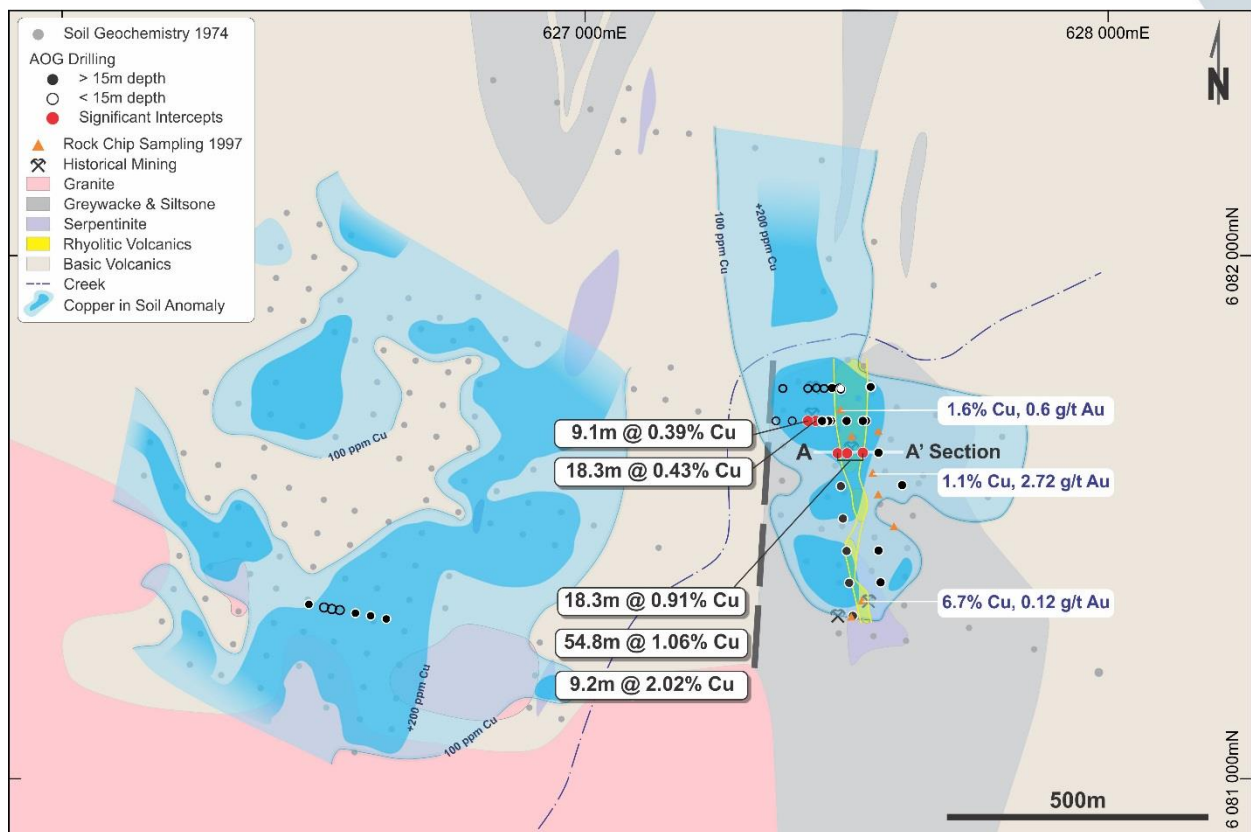 Soil Geochemistry 1974
AOG Drilling
> 15m depth
< 15m depth
Significant Intercepts
Rock Chip Sampling 1997
Historical Mining
Granite
Greywacke & Siltsone
Serpentinite
Rhyolitic Volcanics
Basic Volcanics
Creek
Copper in Soil Anomaly
627 000mE
628 000mE
N
6 082 000mN
100 ppm Cu
+200 ppm Cu
100 ppm Cu
9.1m @ 0.39% Cu
1.6% Cu, 0.6 g/t Au
A
A' Section
18.3m @ 0.43% Cu
1.1% Cu, 2.72 g/t Au
18.3m @ 0.91% Cu
6.7% Cu, 0.12 g/t Au
54.8m @ 1.06% Cu
9.2m @ 2.02% Cu
+200 ppm Cu
100 ppm Cu
500m
6 081 000mN